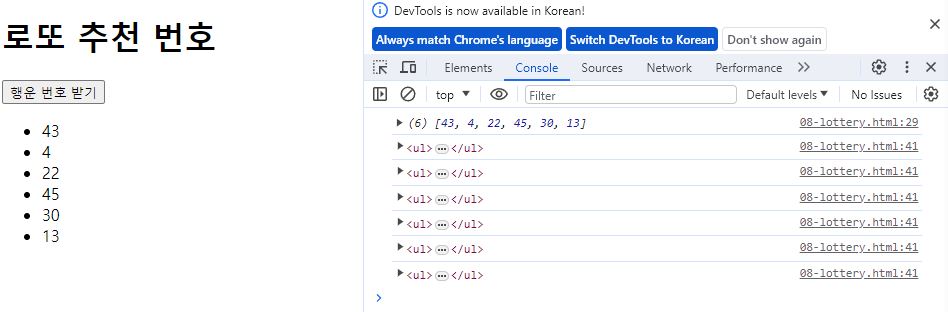 로또 추천 번호
행운 번호 받기
43
4
22
45
30
13
DevTools is now available in Korean!
Always match Chrome's language Switch DevTools to Korean Don't show again
Elements Console Sources Network Performance
top Filter Default levels No Issues
(6) [43, 4, 22, 45, 30, 13] 08-lottery.html:29
<ul>…</ul> 08-lottery.html:41
<ul>…</ul> 08-lottery.html:41
<ul>…</ul> 08-lottery.html:41
<ul>…</ul> 08-lottery.html:41
<ul>…</ul> 08-lottery.html:41
<ul>…</ul> 08-lottery.html:41